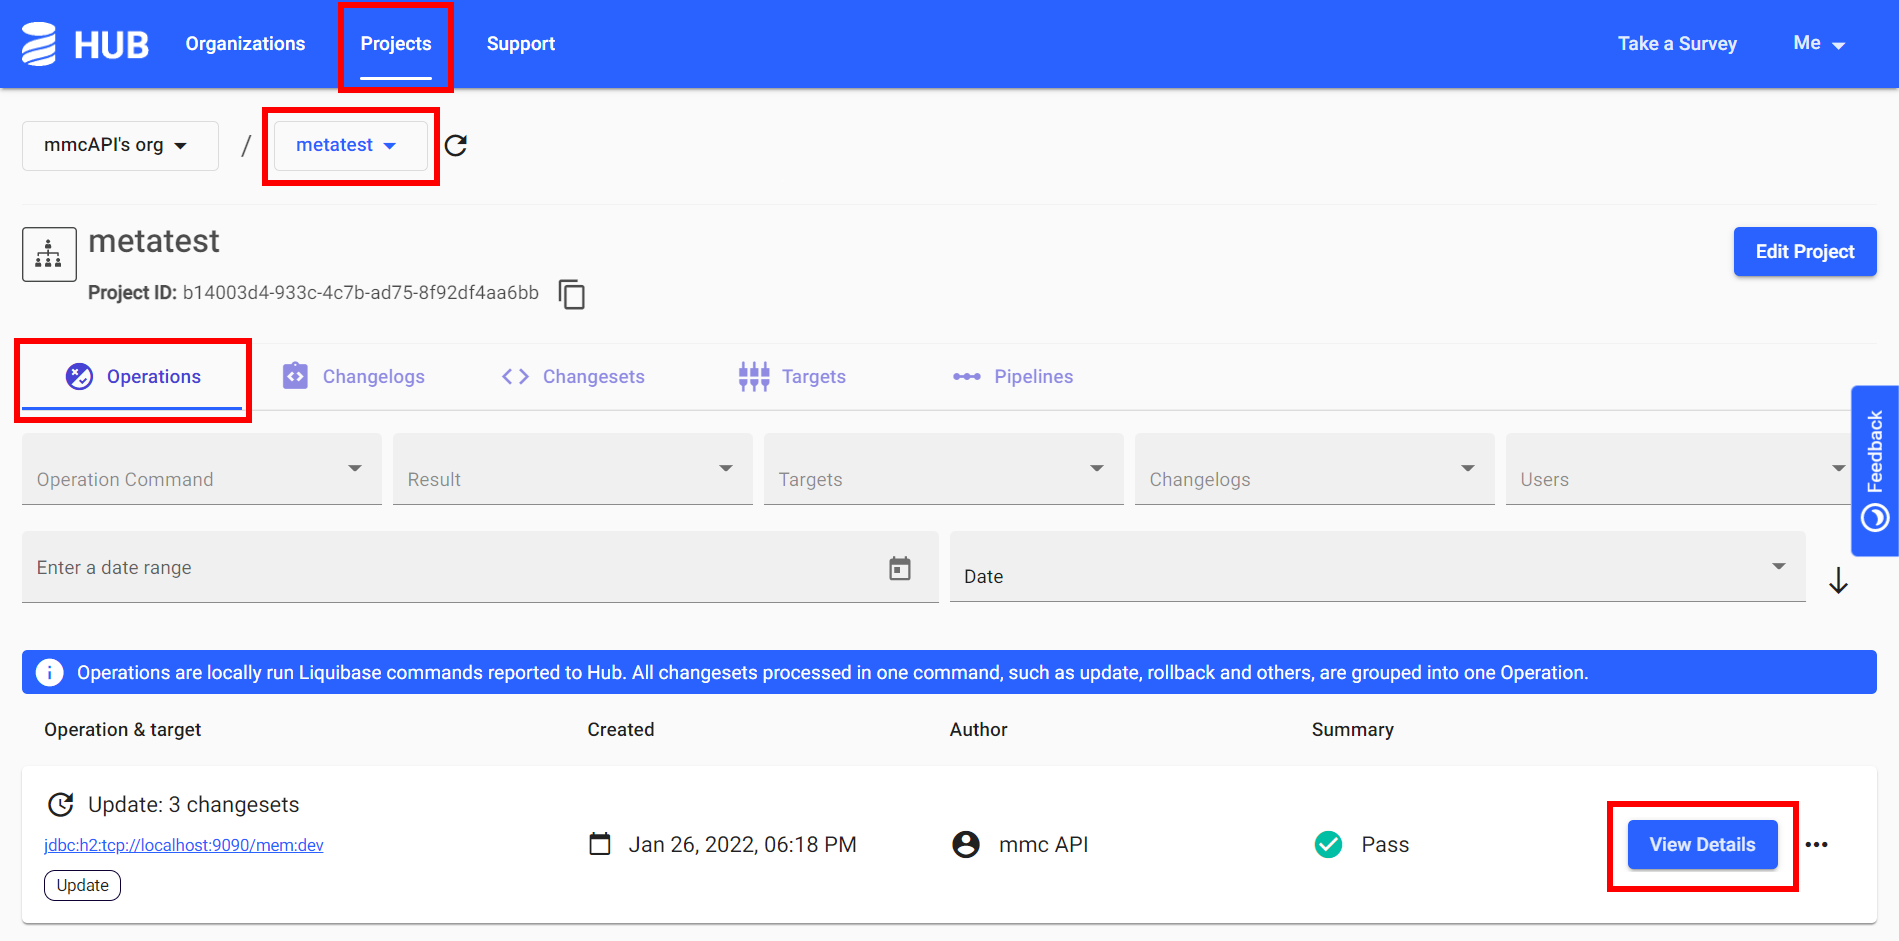 HUB Organizations Projects Support Take a Survey Me
mmcAPI's org / metatest
metatest
Edit Project
Project ID: b14003d4-933c-4c7b-ad75-8f92df4aa6bb
Operations Changelogs Changesets Targets Pipelines
Feedback
Operation Command Result Targets Changelogs Users
Enter a date range Date
Operations are locally run Liquibase commands reported to Hub. All changesets processed in one command, such as update, rollback and others, are grouped into one Operation.
Operation & target Created Author Summary
Update: 3 changesets
jdbc:h2:tcp://localhost:9090/mem:dev Jan 26, 2022, 06:18 PM mmc API Pass View Details
Update